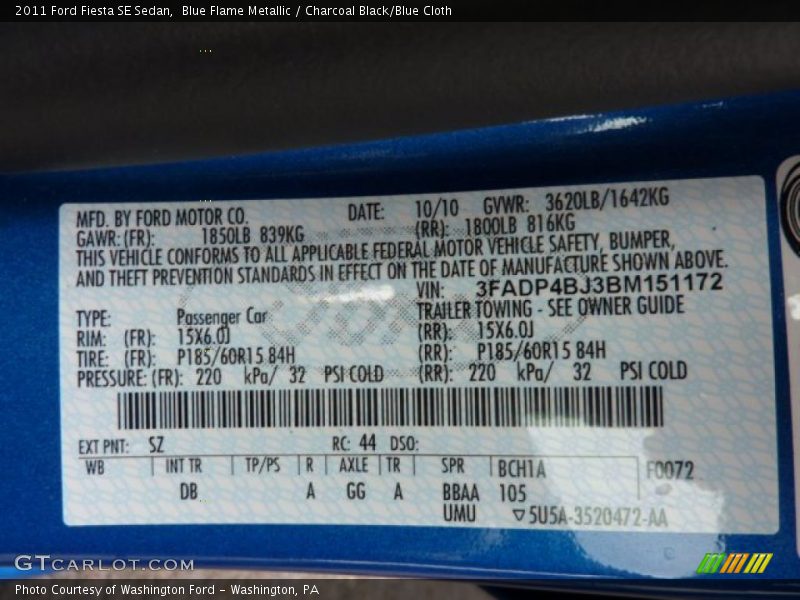 2011 Ford Fiesta SE Sedan,  Blue Flame Metallic / Charcoal Black/Blue Cloth
MFD. BY FORD MOTOR CO. DATE: 10/10 GVWR: 3620LB/1642KG
GAWR:(FR): 1850LB 839KG (RR): 1800LB 816KG
THIS VEHICLE CONFORMS TO ALL APPLICABLE FEDERAL MOTOR VEHICLE SAFETY, BUMPER,
AND THEFT PREVENTION STANDARDS IN EFFECT ON THE DATE OF MANUFACTURE SHOWN ABOVE.
VIN: 3FADP4BJ3BM151172
TYPE: Passenger Car TRAILER TOWING - SEE OWNER GUIDE
RIM: (FR): 15X6.0J (RR): 15X6.0J
TIRE: (FR): P185/60R15 84H (RR): P185/60R15 84H
PRESSURE: (FR): 220 kPa/ 32 PSI COLD (RR): 220 kPa/ 32 PSI COLD
EXT PNT: SZ RC: 44 DSO:
WB INT TR TP/PS R AXLE TR SPR BCH1A F0072
DB A GG A BBAA 105
UMU ▽5U5A-3520472-AA
GTCARLOT.COM
Photo Courtesy of Washington Ford - Washington, PA